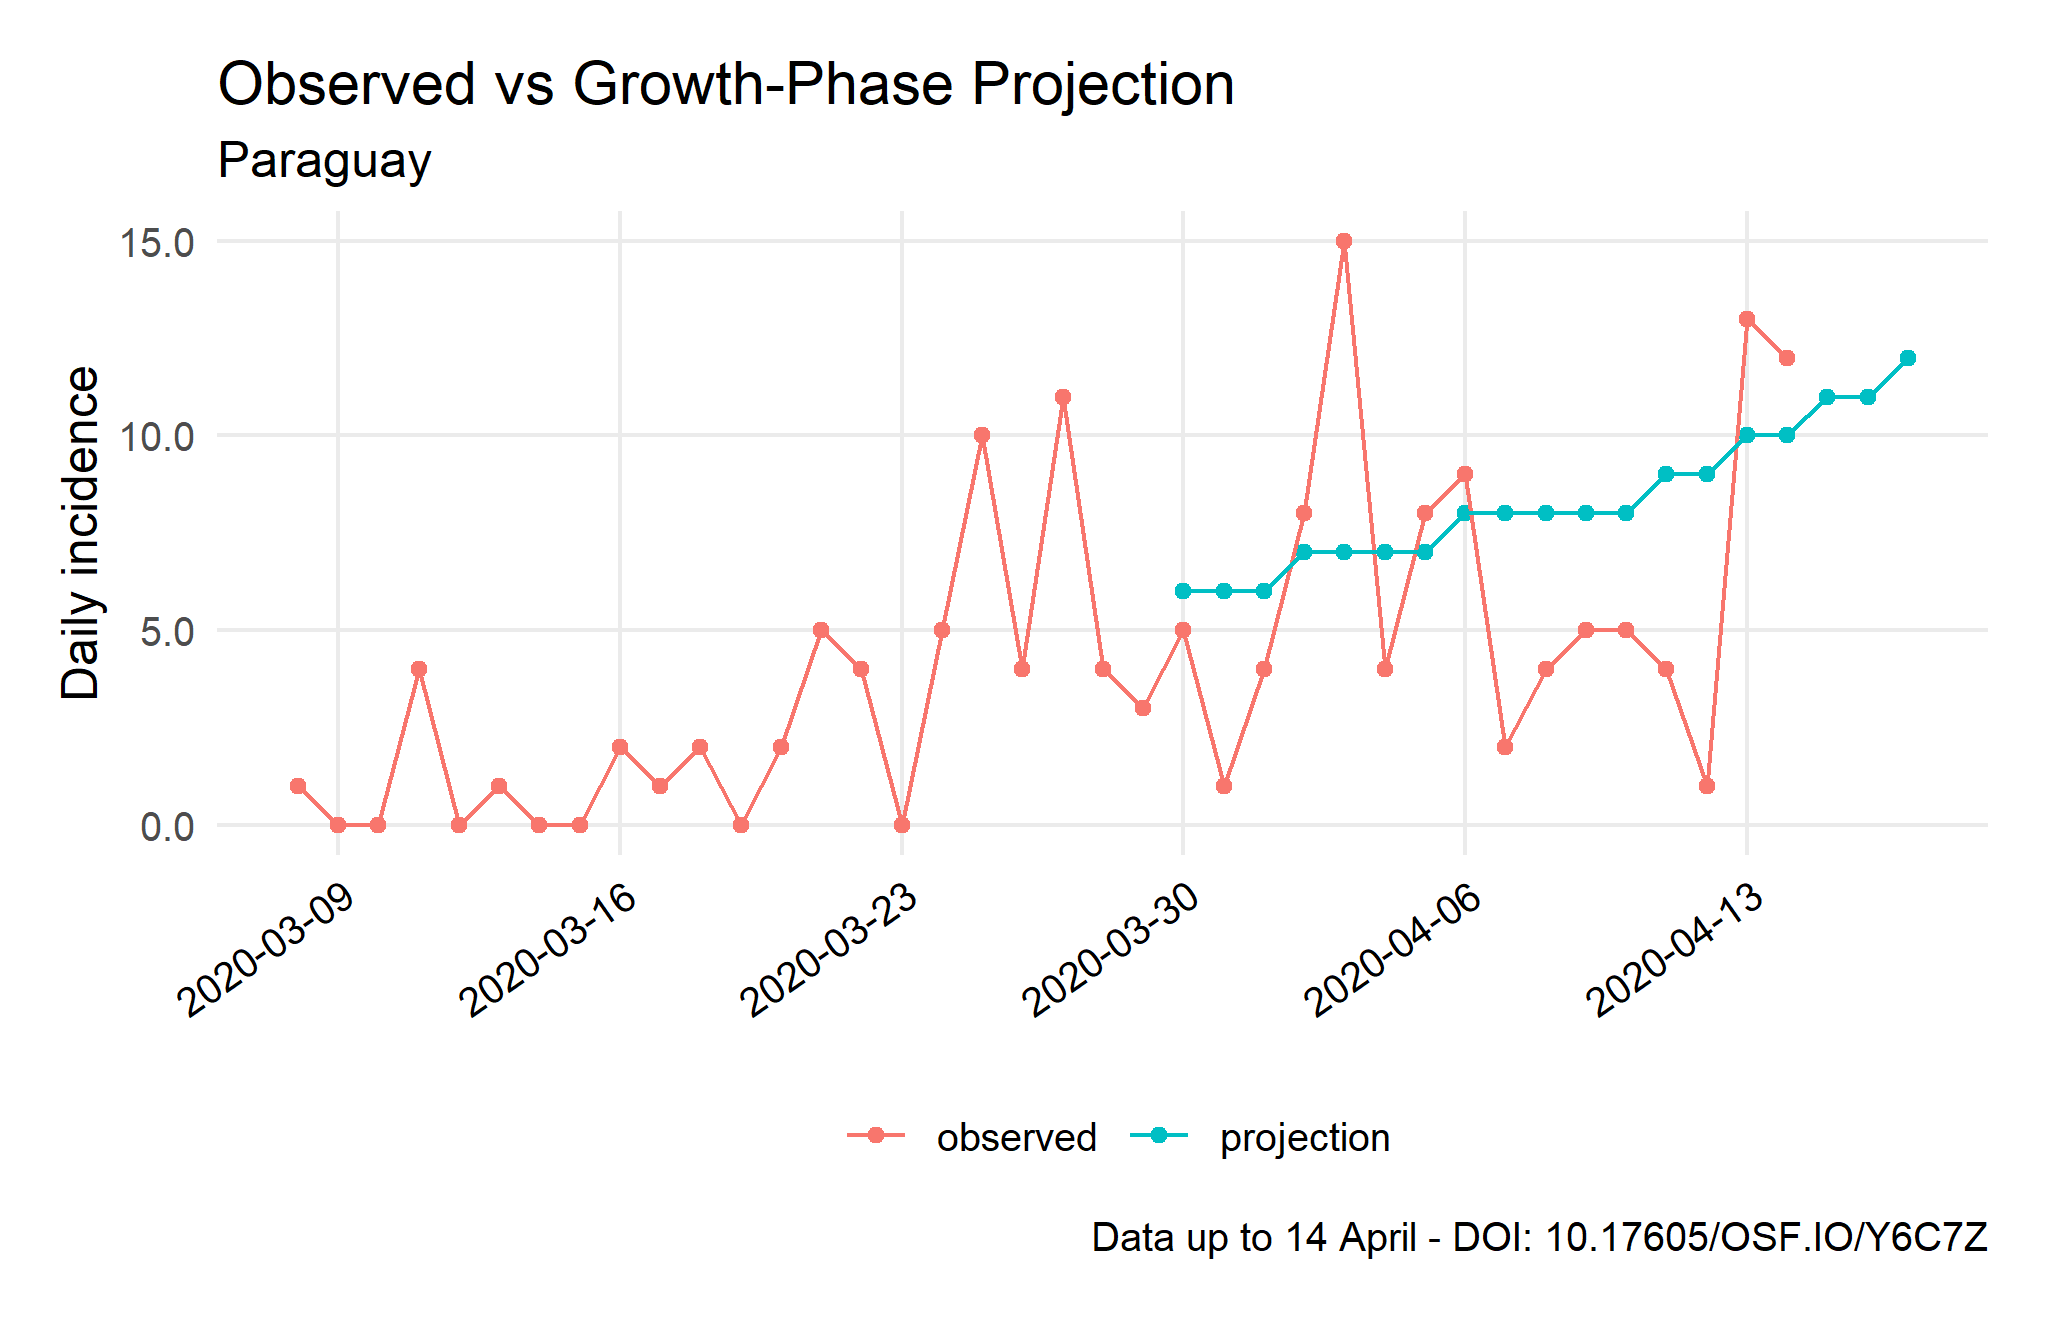 Observed vs Growth-Phase Projection
Paraguay
Daily incidence
15.0
10.0
5.0
0.0
2020-03-09
2020-03-16
2020-03-23
2020-03-30
2020-04-06
2020-04-13
observed
projection
Data up to 14 April - DOI: 10.17605/OSF.IO/Y6C7Z